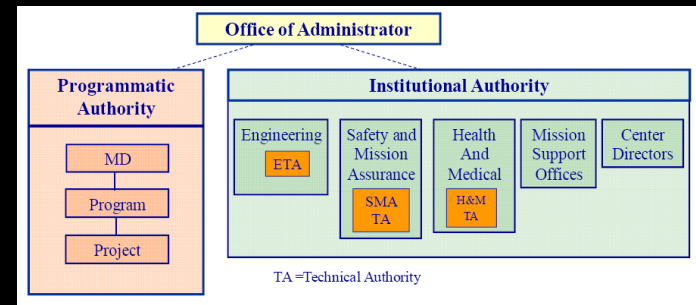 Office of Administrator
Programmatic
Authority
MD
Program
Project
Institutional Authority
Engineering
ETA
Safety and
Mission
Assurance
SMA
TA
Health
And
Medical
H&M
TA
Mission
Support
Offices
Center
Directors
TA =Technical Authority